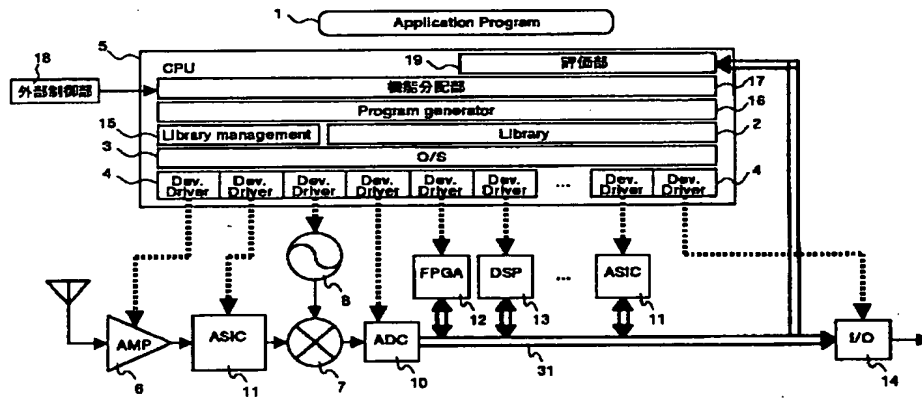 1
Application Program
5
CPU
19
評価部
18
外部制御部
機能分配部
17
Program generator
16
15
Library management
Library
2
3
O/S
4
Dev. Driver
Dev. Driver
Dev. Driver
Dev. Driver
Dev. Driver
Dev. Driver
...
Dev. Driver
Dev. Driver
4
8
FPGA
12
DSP
13
...
ASIC
11
AMP
6
ASIC
11
7
ADC
10
31
I/O
14